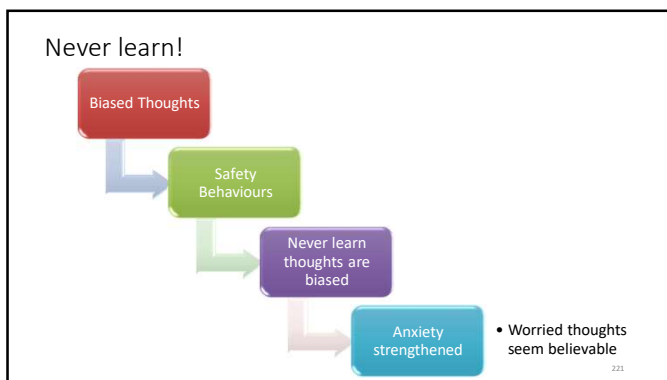 Never learn!
Biased Thoughts
Safety
Behaviours
Never learn
thoughts are
biased
Anxiety
strengthened
• Worried thoughts
seem believable
221